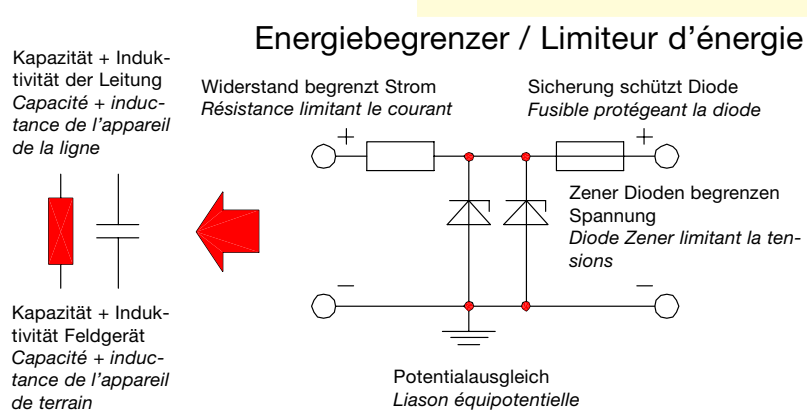 Energiebegrenzer / Limiteur d’énergie
Kapazität + Induk-
tivität der Leitung
Capacité + induc-
tance de l’appareil
de la ligne
Widerstand begrenzt Strom
Résistance limitant le courant
Sicherung schützt Diode
Fusible protégeant la diode
+
+
Zener Dioden begrenzen
Spannung
Diode Zener limitant la ten-
sions
−
−
Kapazität + Induk-
tivität Feldgerät
Capacité + induc-
tance de l’appareil
de terrain
Potentialausgleich
Liason équipotentielle